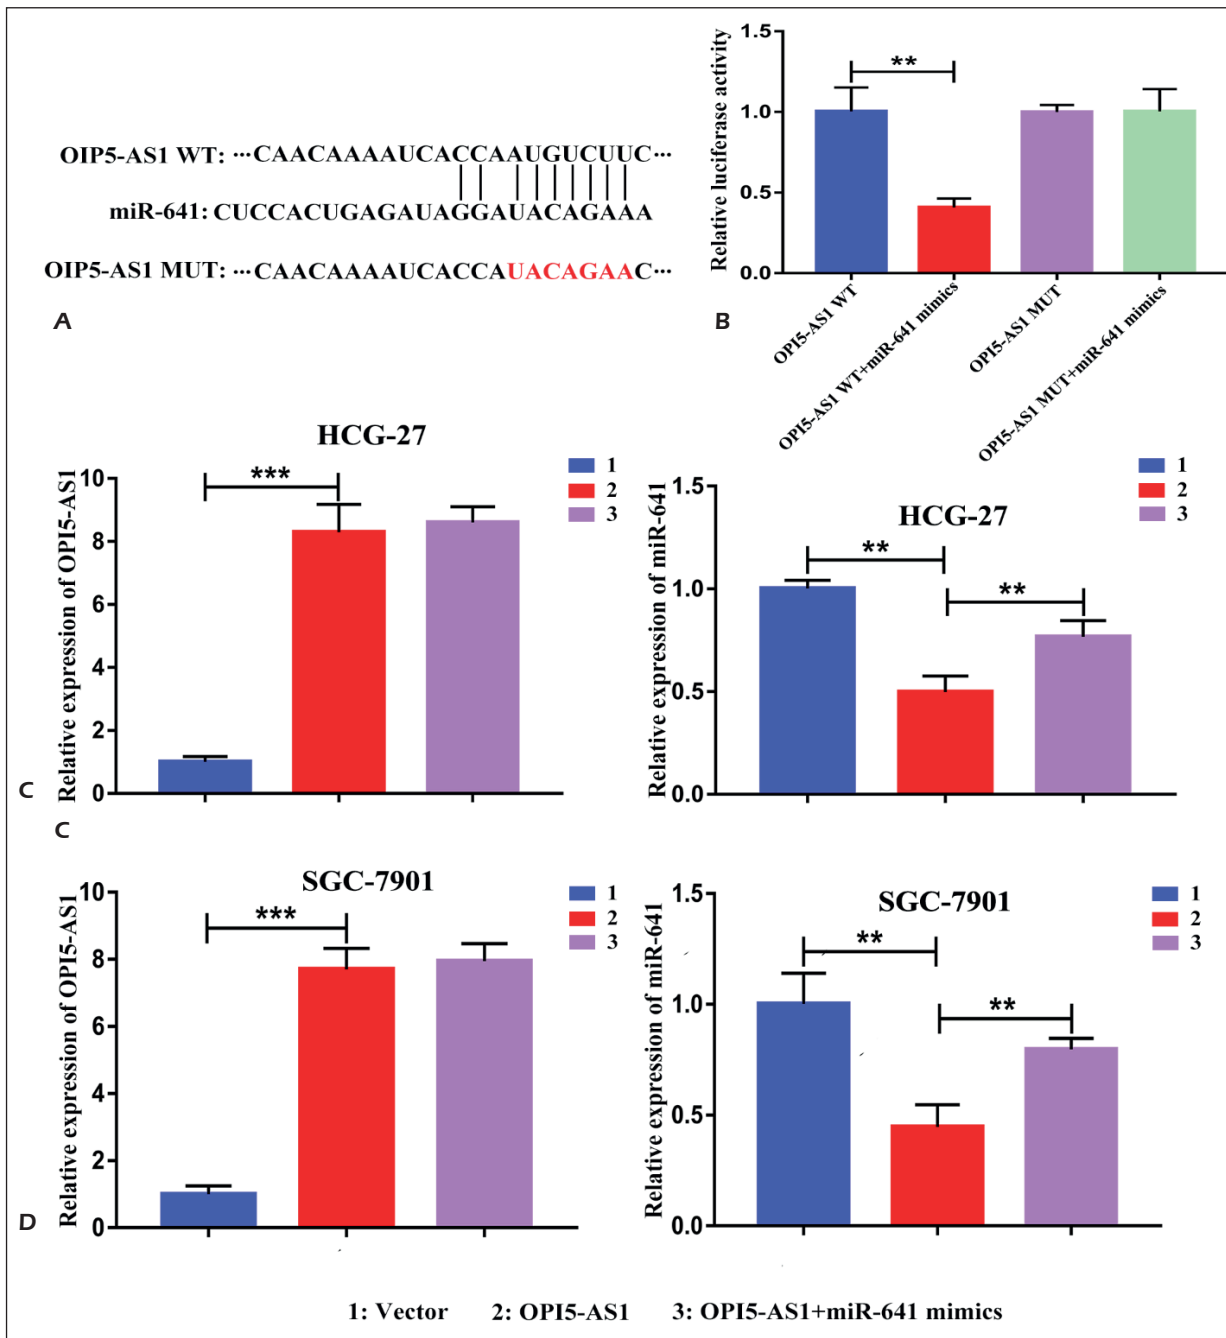 OIP5-AS1 WT: ···CAACAAAAUCACCAAUGUCUUC···
miR-641: CUCCACUGAGAUAGGAUACAGAAA
OIP5-AS1 MUT: ···CAACAAAAUCACCAUACAGAAC···
A
Relative luciferase activity
1.5
1.0
0.5
0.0
**
OPI5-AS1 WT
OPI5-AS1 WT+miR-641 mimics
OPI5-AS1 MUT
OPI5-AS1 MUT+miR-641 mimics
B
HCG-27
Relative expression of OPI5-AS1
10
8
6
4
2
0
***
1
2
3
C
HCG-27
Relative expression of miR-641
1.5
1.0
0.5
0.0
**
**
1
2
3
C
SGC-7901
Relative expression of OPI5-AS1
10
8
6
4
2
0
***
1
2
3
D
SGC-7901
Relative expression of miR-641
1.5
1.0
0.5
0.0
**
**
1
2
3
1: Vector 2: OPI5-AS1 3: OPI5-AS1+miR-641 mimics